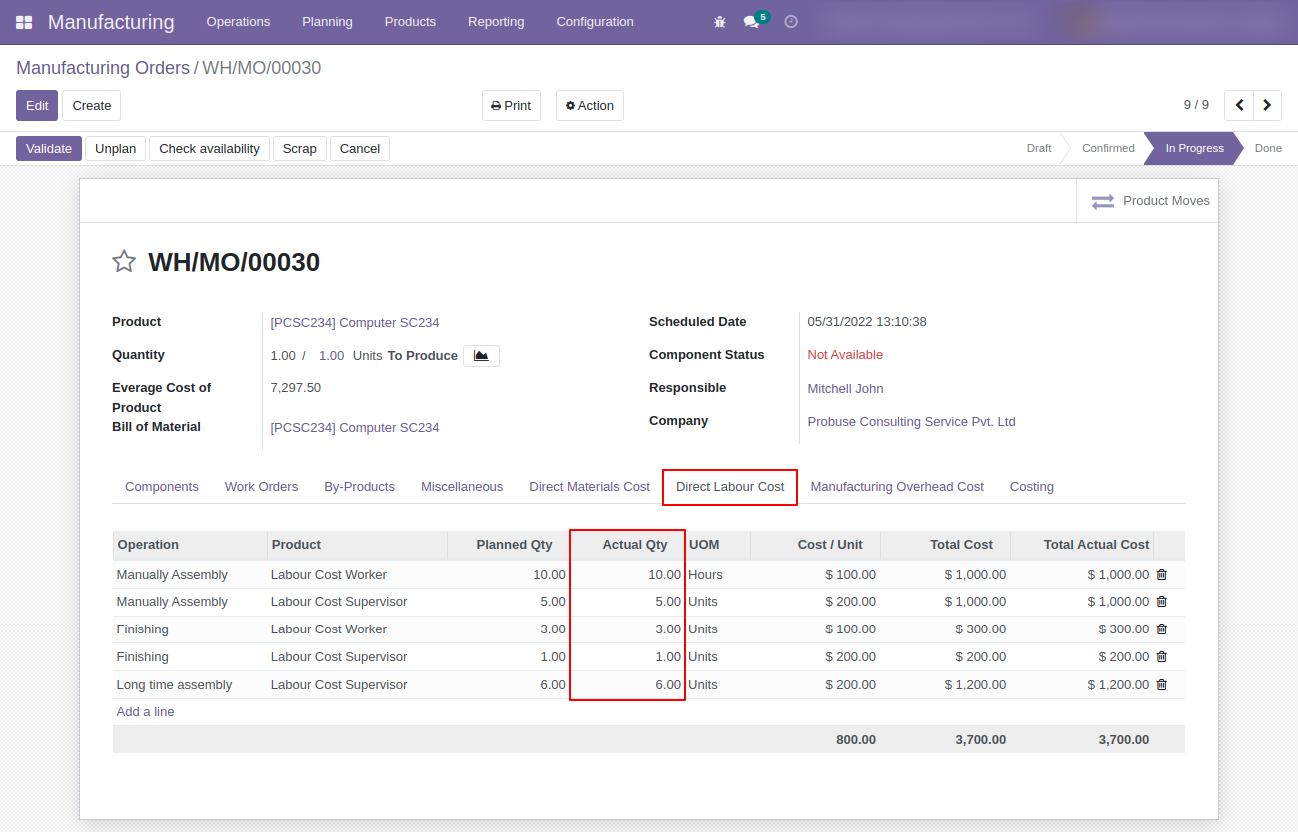 Manufacturing Operations Planning Products Reporting Configuration 5
Manufacturing Orders / WH/MO/00030
Edit Create Print Action 9 / 9
Validate Unplan Check availability Scrap Cancel Draft Confirmed In Progress Done
Product Moves
WH/MO/00030
Product [PCSC234] Computer SC234 Scheduled Date 05/31/2022 13:10:38
Quantity 1.00 / 1.00 Units To Produce Component Status Not Available
Everage Cost of 7,297.50 Responsible Mitchell John
Product
Bill of Material [PCSC234] Computer SC234 Company Probuse Consulting Service Pvt. Ltd
Components Work Orders By-Products Miscellaneous Direct Materials Cost Direct Labour Cost Manufacturing Overhead Cost Costing
Operation Product Planned Qty Actual Qty UOM Cost / Unit Total Cost Total Actual Cost
Manually Assembly Labour Cost Worker 10.00 10.00 Hours $ 100.00 $ 1,000.00 $ 1,000.00
Manually Assembly Labour Cost Supervisor 5.00 5.00 Units $ 200.00 $ 1,000.00 $ 1,000.00
Finishing Labour Cost Worker 3.00 3.00 Units $ 100.00 $ 300.00 $ 300.00
Finishing Labour Cost Supervisor 1.00 1.00 Units $ 200.00 $ 200.00 $ 200.00
Long time assembly Labour Cost Supervisor 6.00 6.00 Units $ 200.00 $ 1,200.00 $ 1,200.00
Add a line
800.00 3,700.00 3,700.00